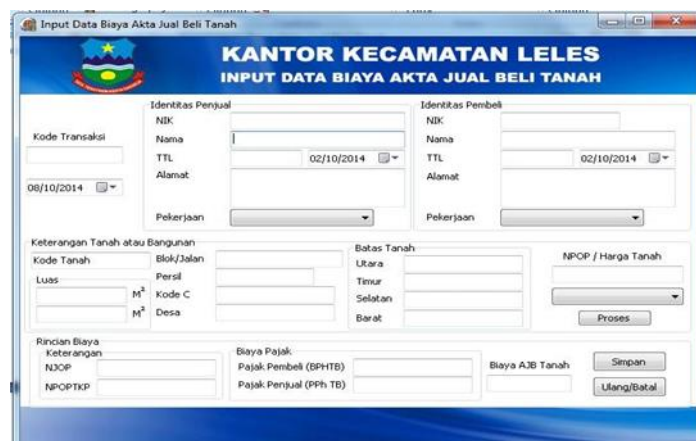 Input Data Biaya Akta Jual Beli Tanah
KANTOR KECAMATAN LELES
INPUT DATA BIAYA AKTA JUAL BELI TANAH
Kode Transaksi
08/10/2014
Identitas Penjual
NIK
Nama
TTL 02/10/2014
Alamat
Pekerjaan
Identitas Pembeli
NIK
Nama
TTL 02/10/2014
Alamat
Pekerjaan
Keterangan Tanah atau Bangunan
Kode Tanah
Luas
M²
M²
Blok/Jalan
Persil
Kode C
Desa
Batas Tanah
Utara
Timur
Selatan
Barat
NPOP / Harga Tanah
Proses
Rincian Biaya
Keterangan
NJOP
NPOPTKP
Biaya Pajak
Pajak Pembeli (BPHTB)
Pajak Penjual (PPh TB)
Biaya AJB Tanah
Simpan
Ulang/Batal